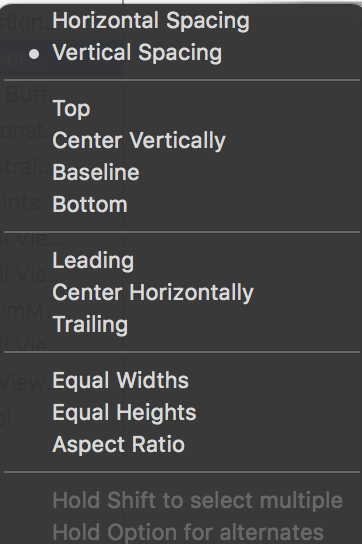 Horizontal Spacing
Vertical Spacing
Top
Center Vertically
Baseline
Bottom
Leading
Center Horizontally
Trailing
Equal Widths
Equal Heights
Aspect Ratio
Hold Shift to select multiple
Hold Option for alternates